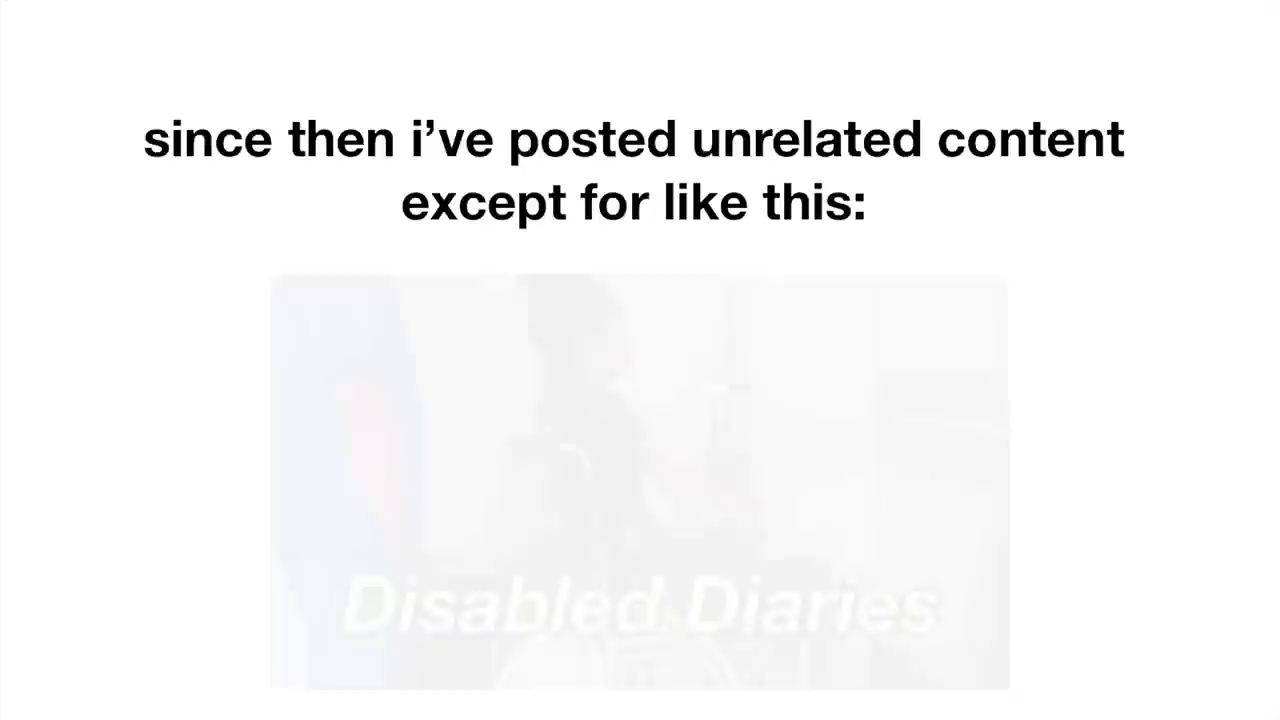 since then i’ve posted unrelated content
except for like this:
Disabled Diaries